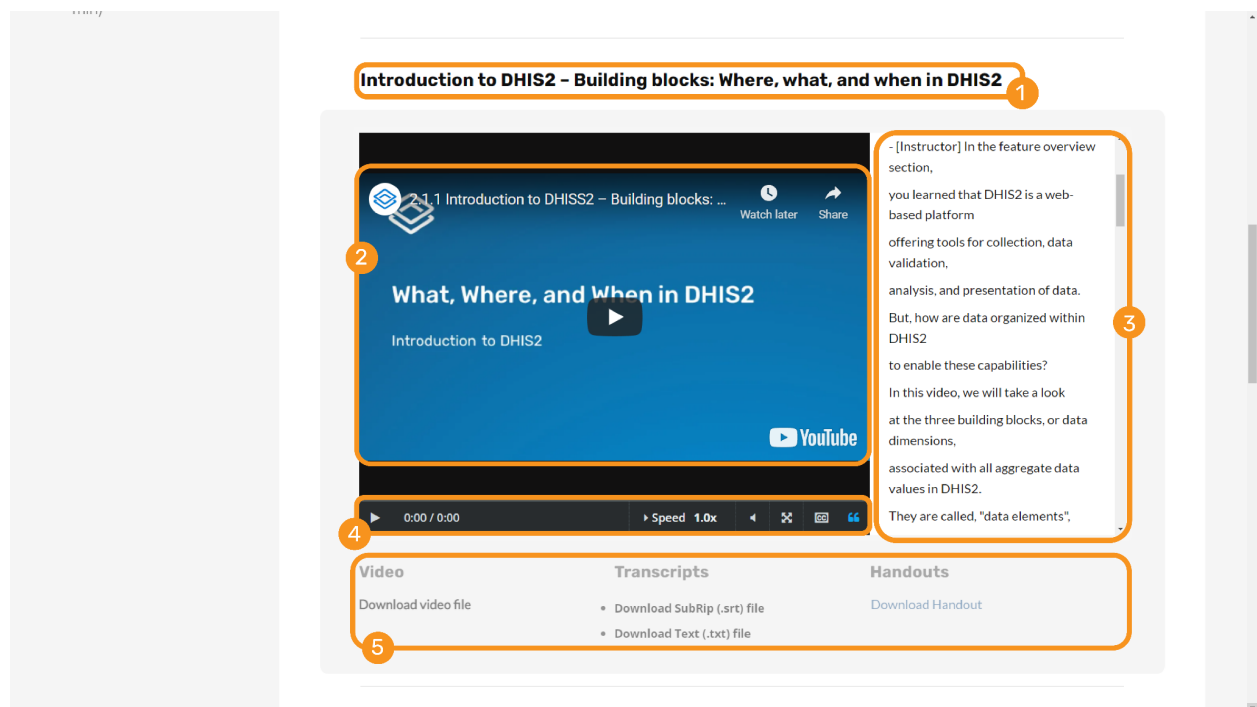 Introduction to DHIS2 – Building blocks: Where, what, and when in DHIS2
1
2.1.1 Introduction to DHISS2 – Building blocks: ...
Watch later
Share
2
What, Where, and When in DHIS2
Introduction to DHIS2
YouTube
- [Instructor] In the feature overview
section,
you learned that DHIS2 is a web-
based platform
offering tools for collection, data
validation,
analysis, and presentation of data.
But, how are data organized within
DHIS2
to enable these capabilities?
In this video, we will take a look
at the three building blocks, or data
dimensions,
associated with all aggregate data
values in DHIS2.
They are called, "data elements",
3
0:00 / 0:00
Speed 1.0x
CC
4
Video
Download video file
Transcripts
• Download SubRip (.srt) file
• Download Text (.txt) file
Handouts
Download Handout
5